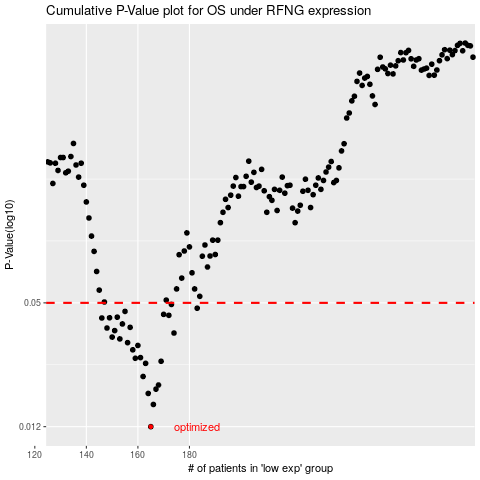 Cumulative P-Value plot for OS under RFNG expression
P-Value(log10)
0.05
0.012
optimized
120 140 160 180
# of patients in 'low exp' group